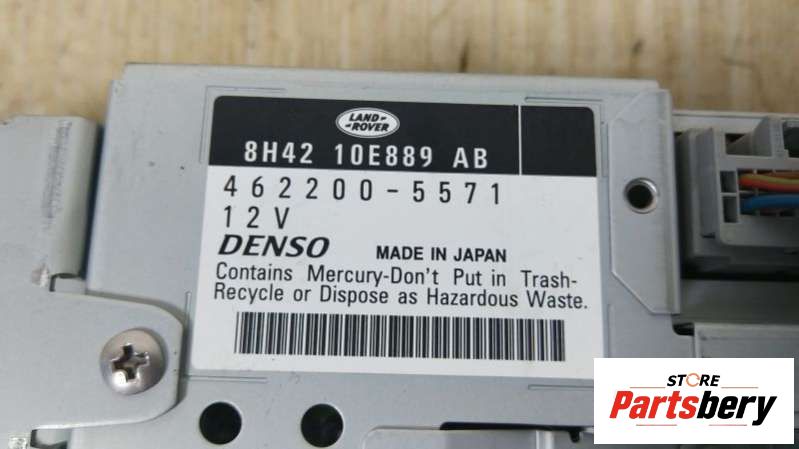 LAND-
-ROVER
8H42 10E889 AB
462200-5571
12V
DENSO MADE IN JAPAN
Contains Mercury-Don't Put in Trash-
Recycle or Dispose as Hazardous Waste.
STORE
Partsbery